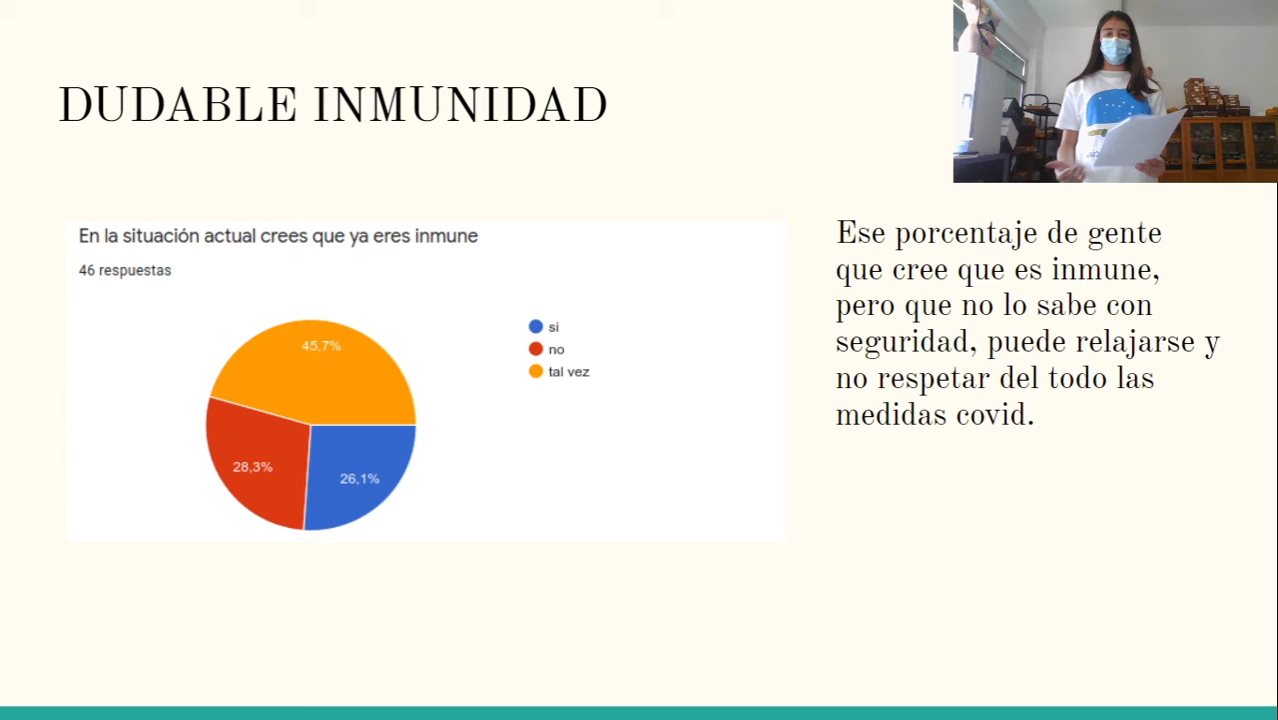 DUDABLE INMUNIDAD
En la situación actual crees que ya eres inmune
46 respuestas
45,7%
28,3%
26,1%
si
no
tal vez
Ese porcentaje de gente
que cree que es inmune,
pero que no lo sabe con
seguridad, puede relajarse y
no respetar del todo las
medidas covid.